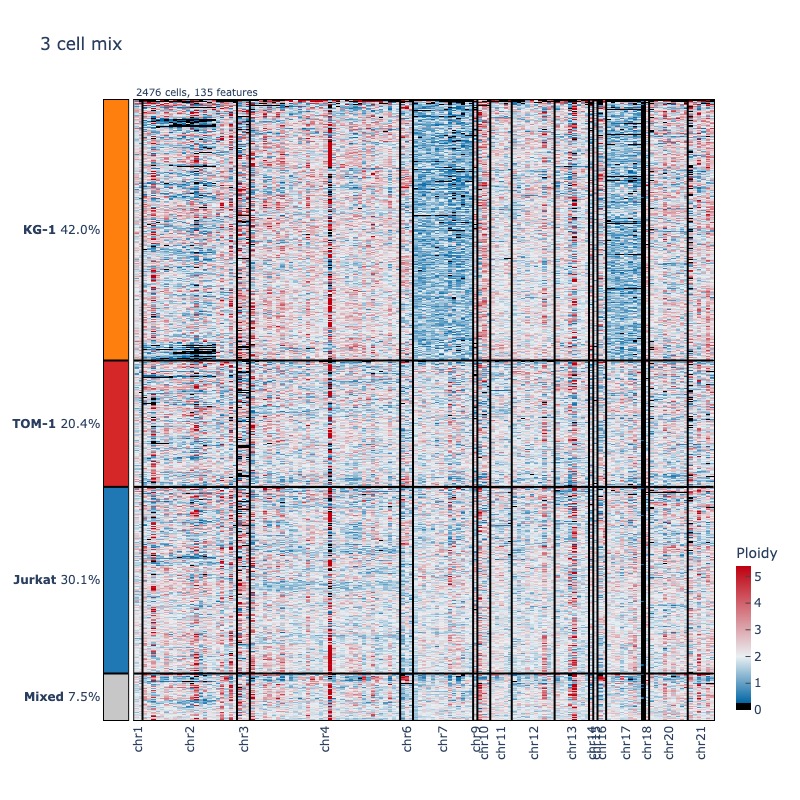 3 cell mix
2476 cells, 135 features
KG-1 42.0%
TOM-1 20.4%
Jurkat 30.1%
Mixed 7.5%
Ploidy
5
4
3
2
1
0
chr1
chr2
chr3
chr4
chr6
chr7
chr9
chr10
chr11
chr12
chr13
chr14
chr16
chr17
chr18
chr20
chr21